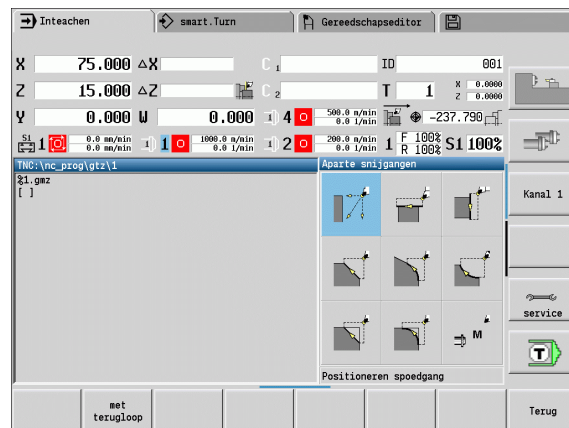 Inteachen smart.Turn Gereedschapseditor
X 75.000 △X C 1 ID 001
Z 15.000 △Z C 2 T 1 X 0.0000 Z 0.0000
Y 0.000 W 0.000 4 500.0 m/min 0.0 1/min -237.790
S1 1 0.0 mm/min 0.0 mm/min 1 1000.0 m/min 0.0 1/min 2 200.0 m/min 0.0 1/min 1 F 100% R 100% S1 100%
TNC:\nc_prog\gtz\1 Aparte snijgangen
%1.gmz
[ ]
Kanal 1
M
service
T
Positioneren spoedgang
met
terugloop
Terug